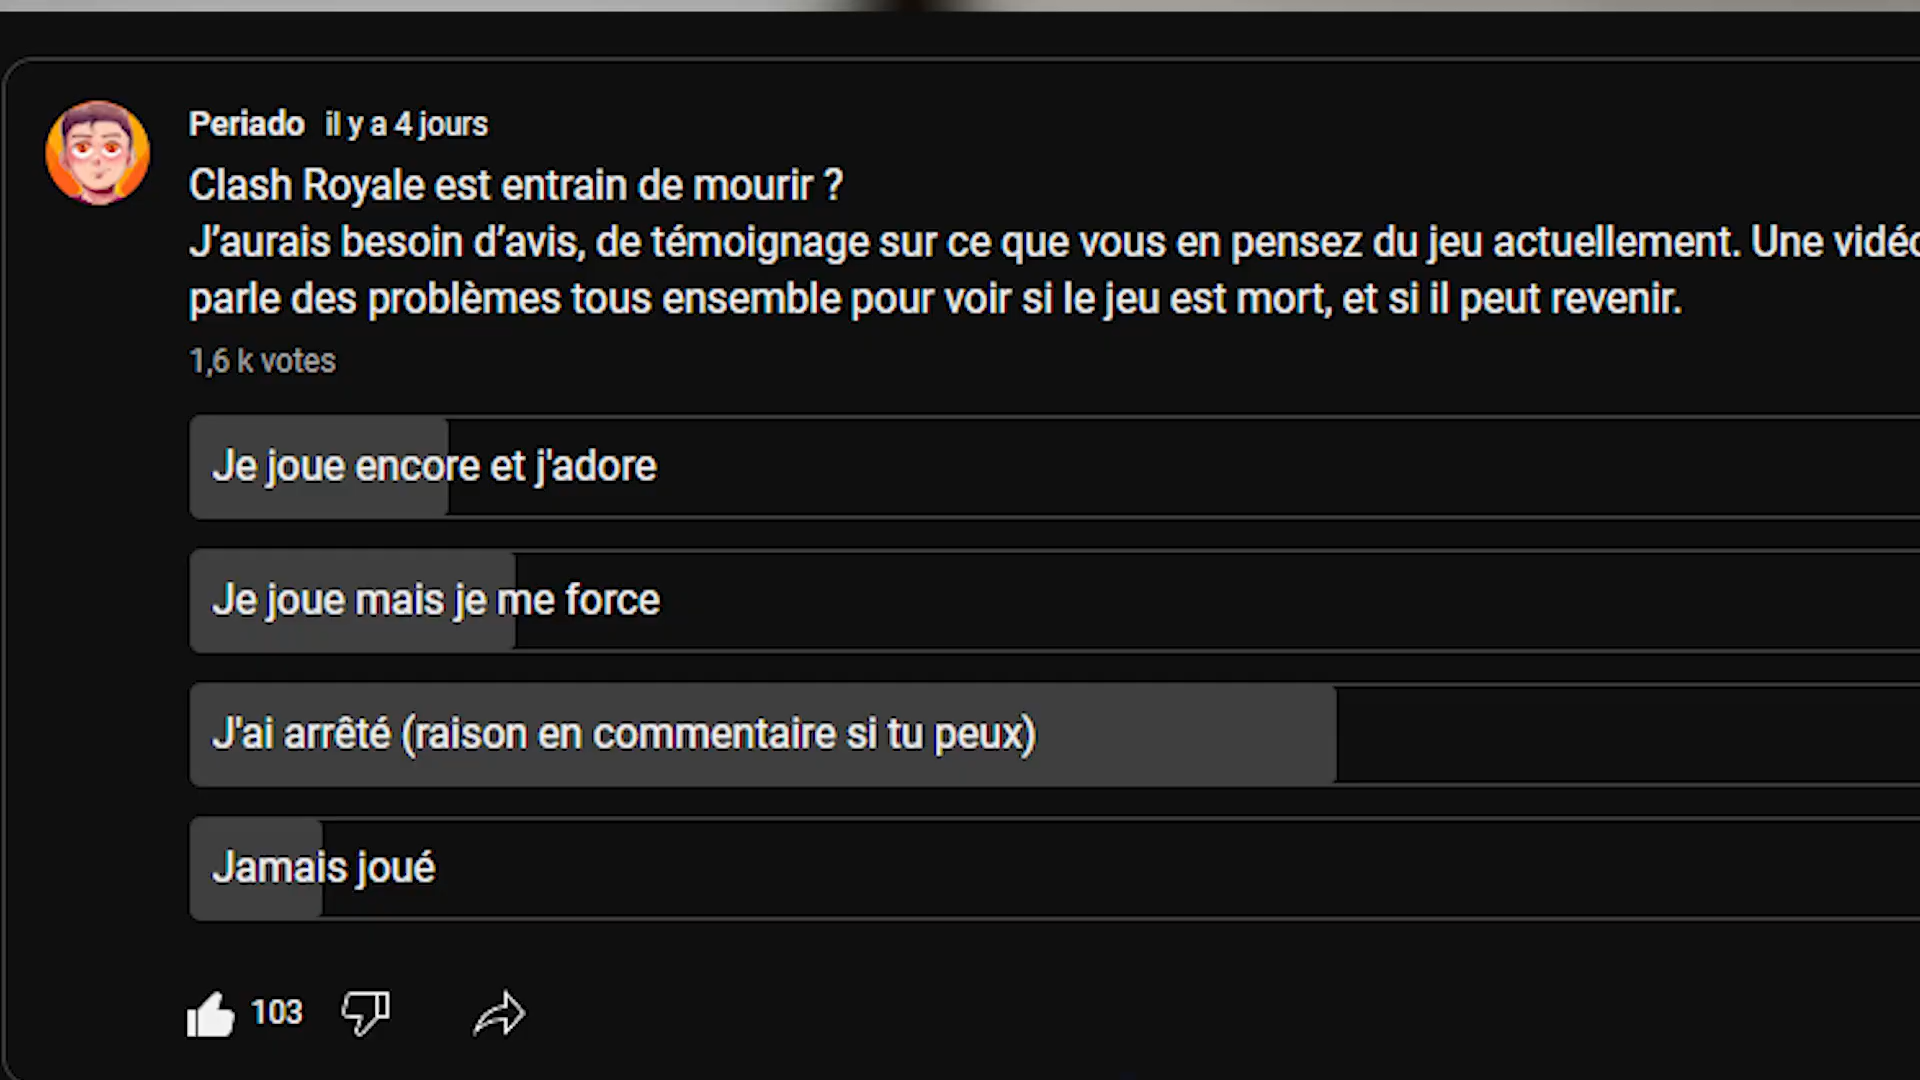 Periado il y a 4 jours
Clash Royale est entrain de mourir ?
J’aurais besoin d’avis, de témoignage sur ce que vous en pensez du jeu actuellement. Une
parle des problèmes tous ensemble pour voir si le jeu est mort, et si il peut revenir.
1,6 k votes
Je joue encore et j'adore
Je joue mais je me force
J'ai arrêté (raison en commentaire si tu peux)
Jamais joué
103